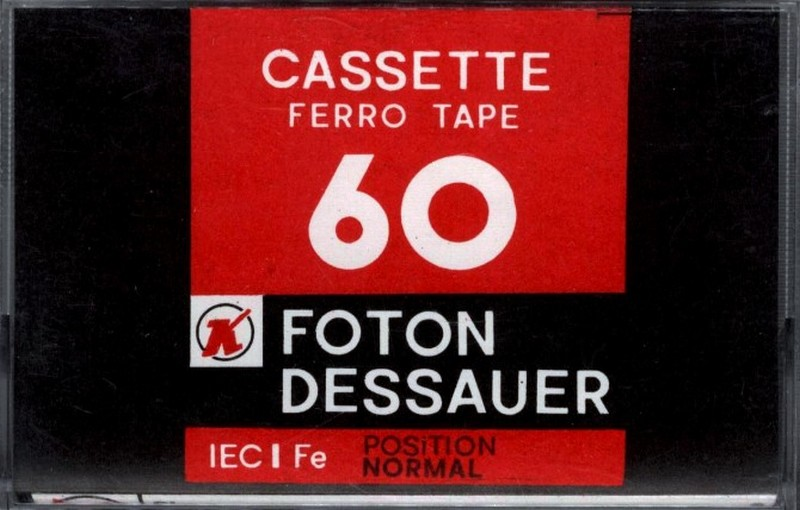 CASSETTE
FERRO TAPE
60
K
FOTON
DESSAUER
IEC I Fe
POSiTION
NORMAL